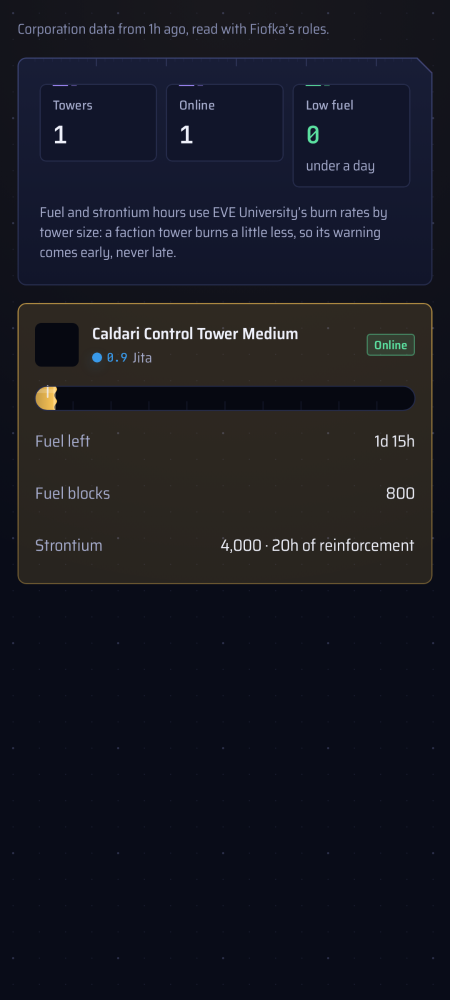 Corporation data from 1h ago, read with Fiofka's roles.
Towers
1
Online
1
Low fuel
0
under a day
Fuel and strontium hours use EVE University's burn rates by
tower size: a faction tower burns a little less, so its warning
comes early, never late.
Caldari Control Tower Medium
0.9 Jita
Online
Fuel left 1d 15h
Fuel blocks 800
Strontium 4,000 · 20h of reinforcement